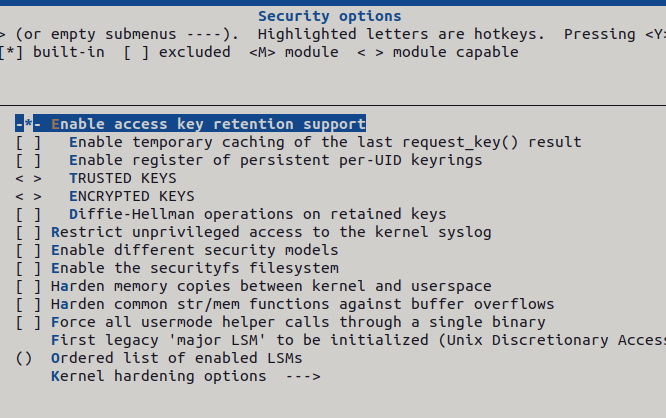 Security options
> (or empty submenus ----).  Highlighted letters are hotkeys.  Pressing <Y>
[*] built-in  [ ] excluded  <M> module  < > module capable
-*- Enable access key retention support
[ ]   Enable temporary caching of the last request_key() result
[ ]   Enable register of persistent per-UID keyrings
< >   TRUSTED KEYS
< >   ENCRYPTED KEYS
[ ]   Diffie-Hellman operations on retained keys
[ ] Restrict unprivileged access to the kernel syslog
[ ] Enable different security models
[ ] Enable the securityfs filesystem
[ ] Harden memory copies between kernel and userspace
[ ] Harden common str/mem functions against buffer overflows
[ ] Force all usermode helper calls through a single binary
First legacy 'major LSM' to be initialized (Unix Discretionary Access
()  Ordered list of enabled LSMs
Kernel hardening options  --->